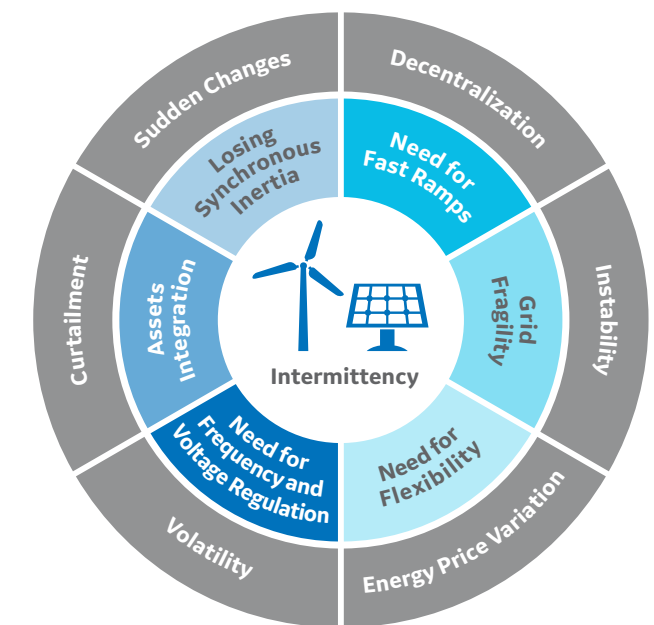 Sudden Changes
Decentralization
Instability
Energy Price Variation
Volatility
Curtailment
Losing
Synchronous
Inertia
Need for
Fast Ramps
Grid
Fragility
Need for
Flexibility
Need for
Frequency and
Voltage Regulation
Assets
Integration
Intermittency